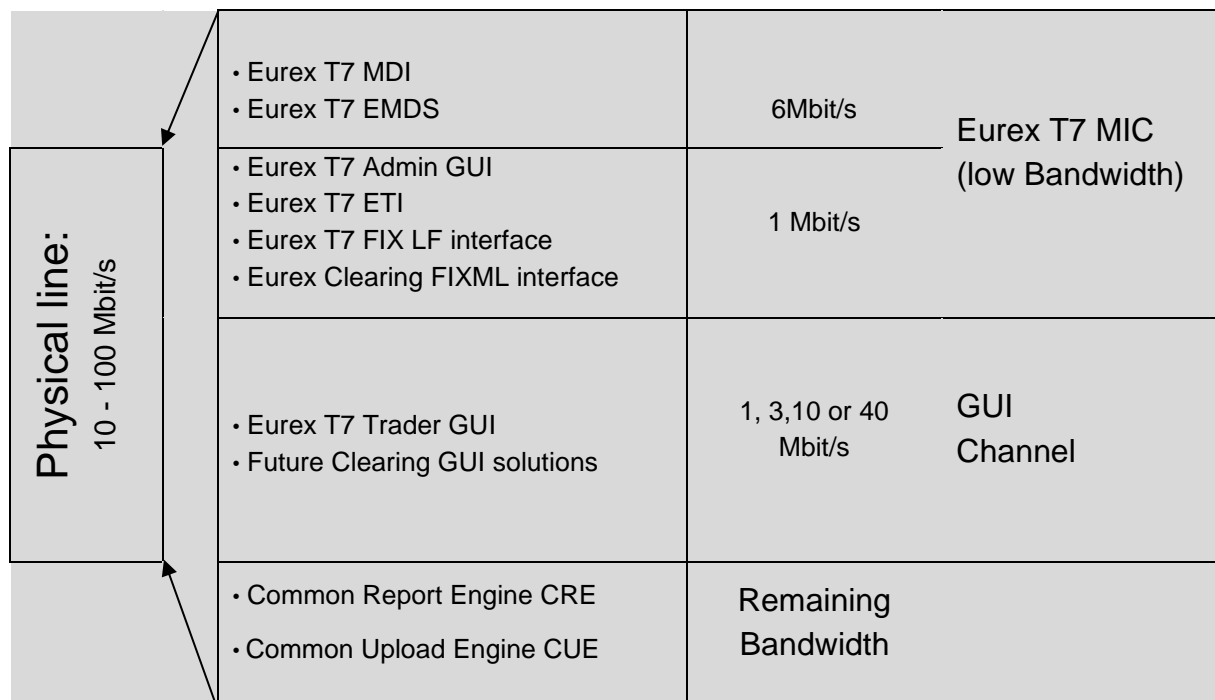 Physical line:
10 - 100 Mbit/s
• Eurex T7 MDI
• Eurex T7 EMDS
6Mbit/s
Eurex T7 MIC
(low Bandwidth)
• Eurex T7 Admin GUI
• Eurex T7 ETI
• Eurex T7 FIX LF interface
• Eurex Clearing FIXML interface
1 Mbit/s
• Eurex T7 Trader GUI
• Future Clearing GUI solutions
1, 3,10 or 40
Mbit/s
GUI
Channel
• Common Report Engine CRE
• Common Upload Engine CUE
Remaining
Bandwidth